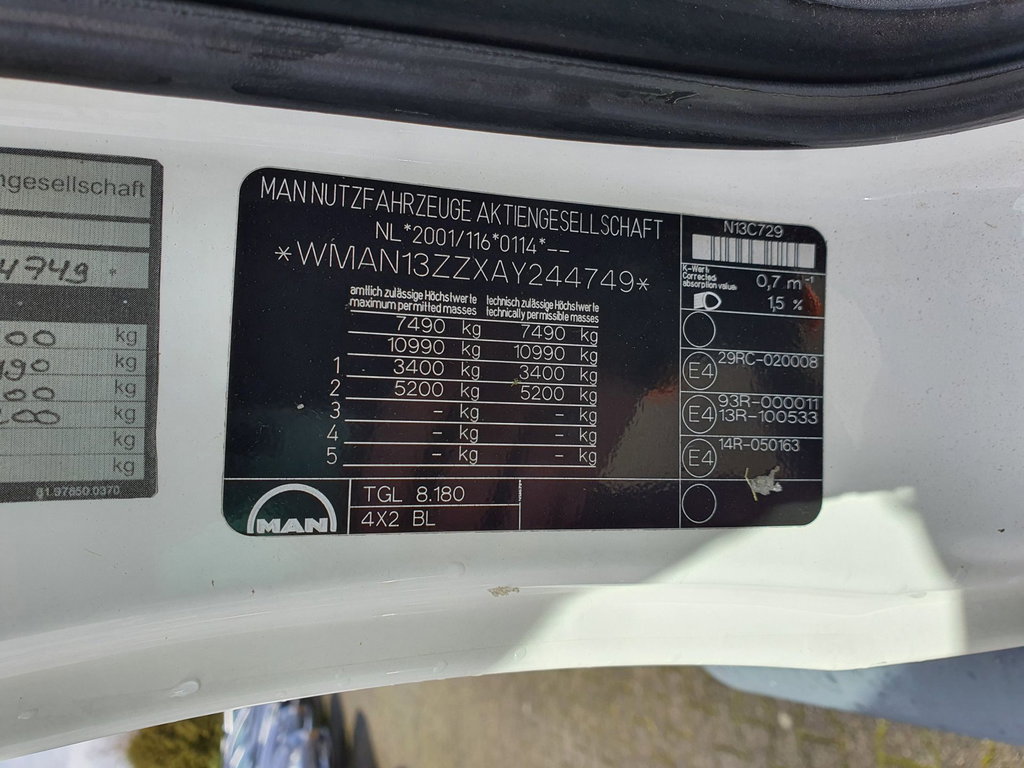 ngesellschaft
4749 *
00 kg
190 kg
00 kg
200 kg
kg
kg
81.97850.0370
MAN NUTZFAHRZEUGE AKTIENGESELLSCHAFT
NL*2001/116*0114*--
*WMAN13ZZXAY244749*
amtlich zulässige Höchstwerte technisch zulässige Höchstwerte
maximum permitted masses technically permissible masses
7490 kg 7490 kg
10990 kg 10990 kg
1 3400 kg 3400 kg
2 5200 kg 5200 kg
3 - kg - kg
4 - kg - kg
5 - kg - kg
MAN
TGL 8.180
4X2 BL
N13C729
K-Wert:
Corrected
absorption value: 0,7 m⁻¹
1,5 %
E4 29RC-020008
E4 93R-000011
13R-100533
E4 14R-050163